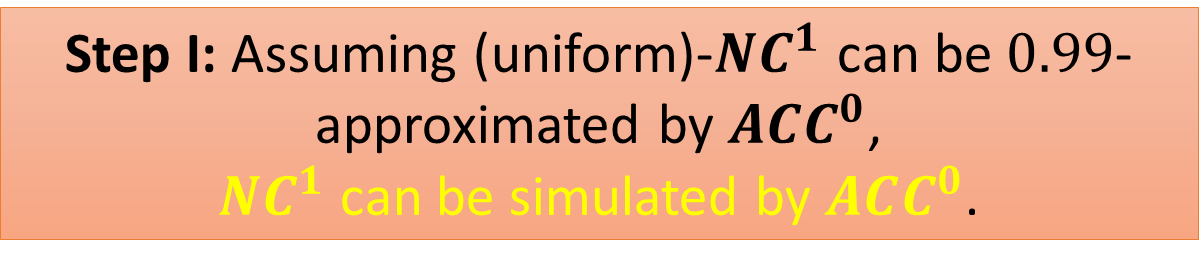 Step I: Assuming (uniform)-𝑵𝑪¹ can be 0.99-
approximated by 𝑨𝑪𝑪⁰,
𝑵𝑪¹ can be simulated by 𝑨𝑪𝑪⁰.